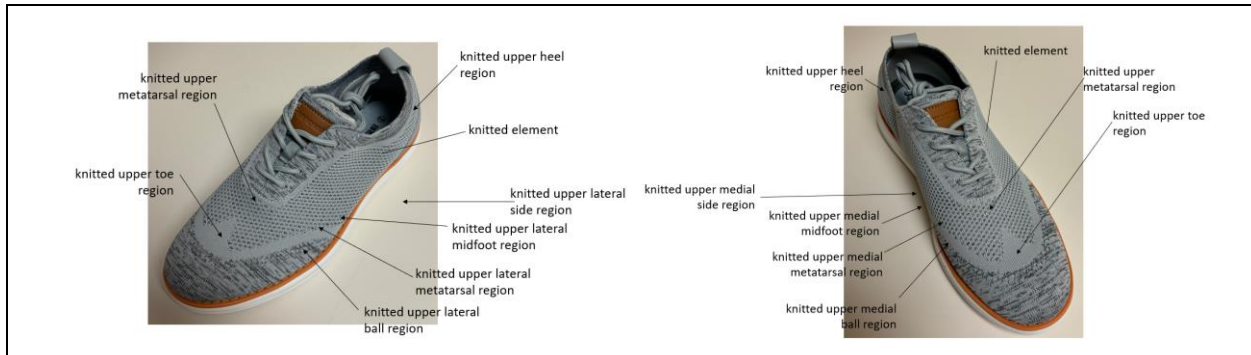 knitted upper heel
region
knitted upper
metatarsal region
knitted element
knitted upper toe
region
knitted upper lateral
side region
knitted upper lateral
midfoot region
knitted upper lateral
metatarsal region
knitted upper lateral
ball region
knitted element
knitted upper heel
region
knitted upper
metatarsal region
knitted upper toe
region
knitted upper medial
side region
knitted upper medial
midfoot region
knitted upper medial
metatarsal region
knitted upper medial
ball region